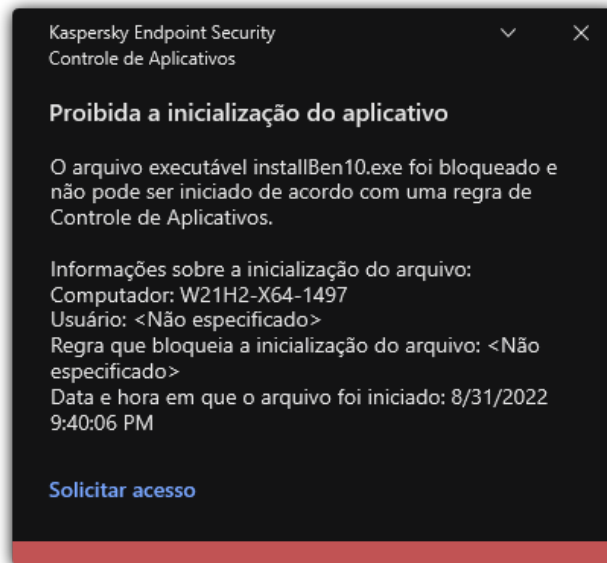 Kaspersky Endpoint Security
Controle de Aplicativos
Proibida a inicialização do aplicativo
O arquivo executável installBen10.exe foi bloqueado e
não pode ser iniciado de acordo com uma regra de
Controle de Aplicativos.
Informações sobre a inicialização do arquivo:
Computador: W21H2-X64-1497
Usuário: <Não especificado>
Regra que bloqueia a inicialização do arquivo: <Não
especificado>
Data e hora em que o arquivo foi iniciado: 8/31/2022
9:40:06 PM
Solicitar acesso